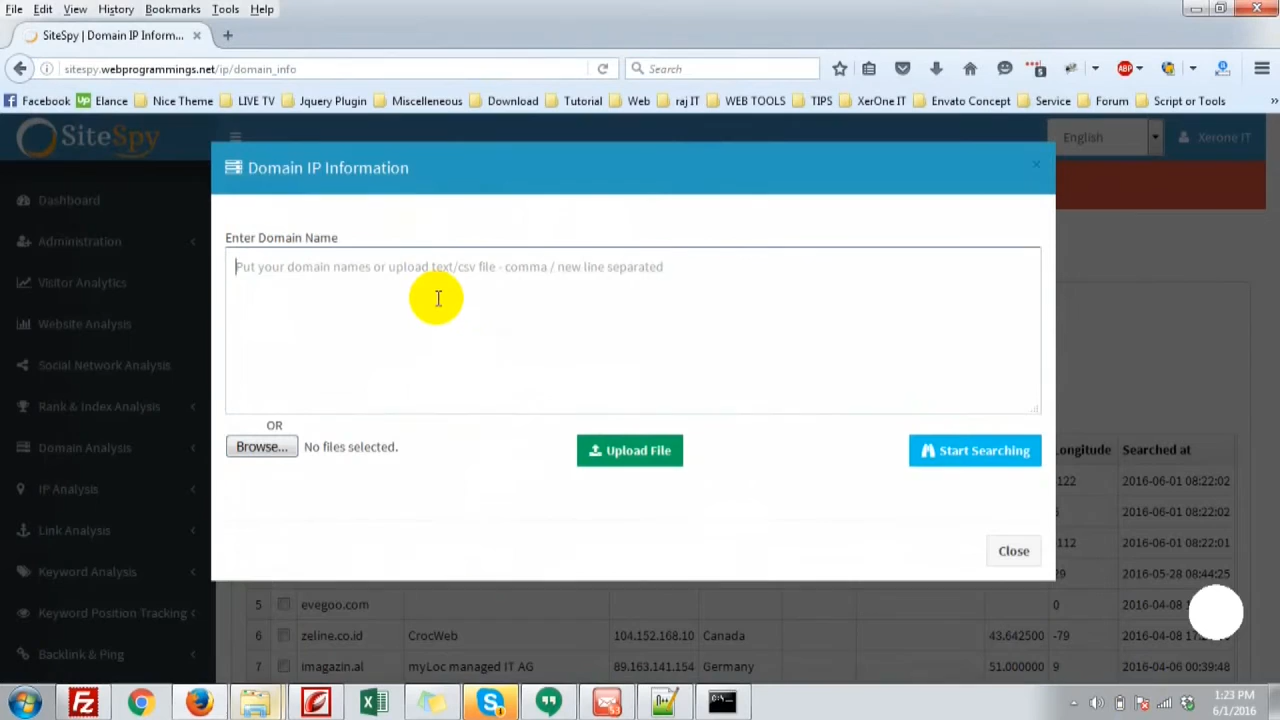 File Edit View History Bookmarks Tools Help
SiteSpy | Domain IP Inform...
sitespy.webprogrammings.net/ip/domain_info
Search
5
ABP
Facebook Up Elance Nice Theme LIVE TV Jquery Plugin Miscelleneous Download Tutorial Web raj IT WEB TOOLS TIPS XerOne IT Envato Concept Service Forum Script or Tools
SiteSpy
English
Xerone IT
Domain IP Information
Dashboard
Administration
Visitor Analytics
Website Analysis
Social Network Analysis
Rank & Index Analysis
Domain Analysis
IP Analysis
Link Analysis
Keyword Analysis
Keyword Position Tracking
Backlink & Ping
Enter Domain Name
Put your domain names or upload text/csv file - comma / new line separated
OR
Browse... No files selected.
Upload File
Start Searching
Close
Longitude Searched at
122 2016-06-01 08:22:02
2016-06-01 08:22:02
112 2016-06-01 08:22:01
29 2016-05-28 08:44:25
5 evegoo.com 0 2016-04-08
6 zeline.co.id CrocWeb 104.152.168.10 Canada 43.642500 -79 2016-04-08
7 imagazin.al myLoc managed IT AG 89.163.141.154 Germany 51.000000 9 2016-04-06 00:39:48
1:23 PM
6/1/2016